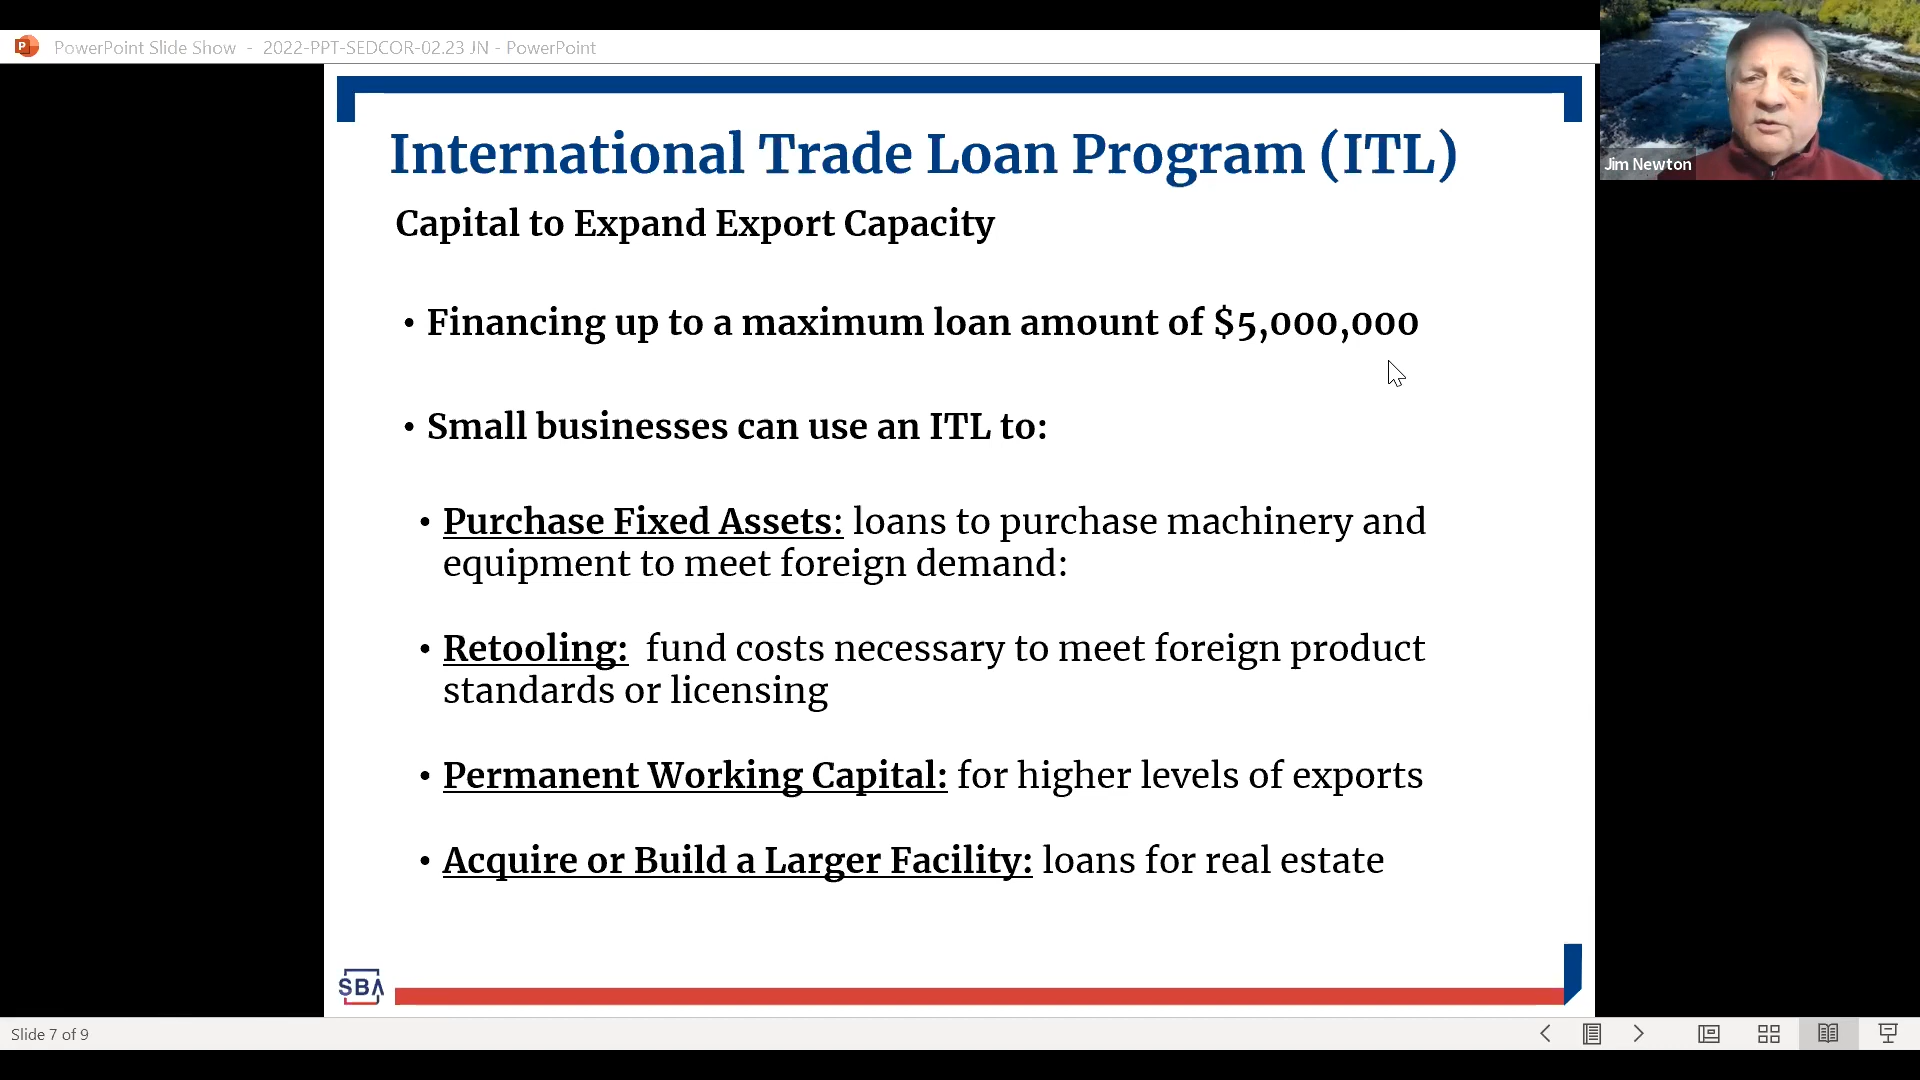 PowerPoint Slide Show - 2022-PPT-SEDCOR-02.23 JN - PowerPoint
Jim Newton
International Trade Loan Program (ITL)
Capital to Expand Export Capacity
• Financing up to a maximum loan amount of $5,000,000
• Small businesses can use an ITL to:
• Purchase Fixed Assets: loans to purchase machinery and
equipment to meet foreign demand:
• Retooling: fund costs necessary to meet foreign product
standards or licensing
• Permanent Working Capital: for higher levels of exports
• Acquire or Build a Larger Facility: loans for real estate
SBA
Slide 7 of 9